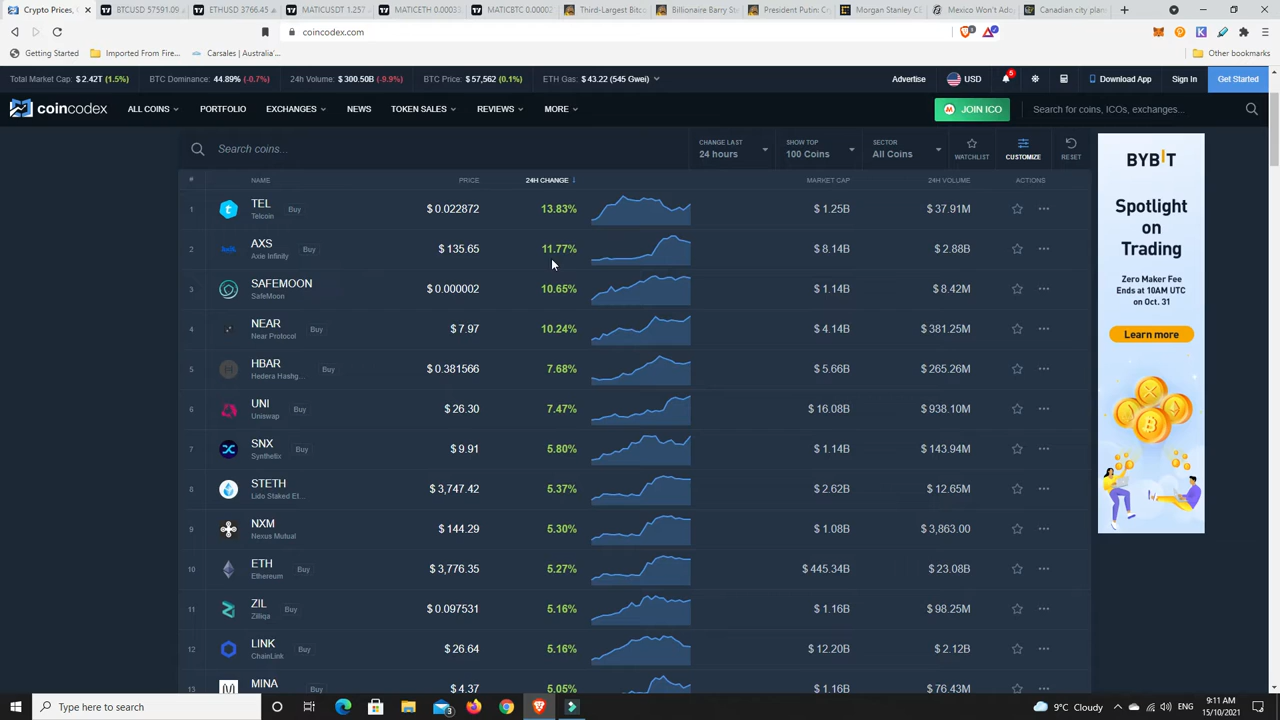 Crypto Prices, C
BTCUSD 57591.09
ETHUSD 3766.45
MATICUSDT 1.257
MATICETH 0.00033
MATICBTC 0.00002
Third-Largest Bitc
Billionaire Barry St
President Putin: Cry
Morgan Stanley CE
Mexico Won't Ado
Canadian city plans
coincodex.com
Getting Started
Imported From Fire...
Carsales | Australia'
Other bookmarks
Total Market Cap: $ 2.42T (1.5%)
BTC Dominance: 44.89% (-0.7%)
24h Volume: $ 300.50B (-9.9%)
BTC Price: $ 57,562 (0.1%)
ETH Gas: $ 43.22 (545 Gwei)
Advertise
USD
5
Download App
Sign In
Get Started
coincodex
ALL COINS
PORTFOLIO
EXCHANGES
NEWS
TOKEN SALES
REVIEWS
MORE
JOIN ICO
Search for coins, ICOs, exchanges...
Search coins...
CHANGE LAST
24 hours
SHOW TOP
100 Coins
SECTOR
All Coins
WATCHLIST
CUSTOMIZE
RESET
# NAME PRICE 24H CHANGE ↓ MARKET CAP 24H VOLUME ACTIONS
1 TEL Buy $ 0.022872 13.83% $ 1.25B $ 37.91M
Telcoin
2 AXS Buy $ 135.65 11.77% $ 8.14B $ 2.88B
Axie Infinity
3 SAFEMOON $ 0.000002 10.65% $ 1.14B $ 8.42M
SafeMoon
4 NEAR Buy $ 7.97 10.24% $ 4.14B $ 381.25M
Near Protocol
5 HBAR Buy $ 0.381566 7.68% $ 5.66B $ 265.26M
Hedera Hashg...
6 UNI Buy $ 26.30 7.47% $ 16.08B $ 938.10M
Uniswap
7 SNX Buy $ 9.91 5.80% $ 1.14B $ 143.94M
Synthetix
8 STETH $ 3,747.42 5.37% $ 2.62B $ 12.65M
Lido Staked Et...
9 NXM $ 144.29 5.30% $ 1.08B $ 3,863.00
Nexus Mutual
10 ETH Buy $ 3,776.35 5.27% $ 445.34B $ 23.08B
Ethereum
11 ZIL Buy $ 0.097531 5.16% $ 1.16B $ 98.25M
Zilliqa
12 LINK Buy $ 26.64 5.16% $ 12.20B $ 2.12B
ChainLink
13 MINA Buy $ 4.37 5.05% $ 1.16B $ 76.43M
BYBIT
Spotlight
on
Trading
Zero Maker Fee
Ends at 10AM UTC
on Oct. 31
Learn more
Type here to search
3
9°C Cloudy
ENG
9:11 AM
15/10/2021